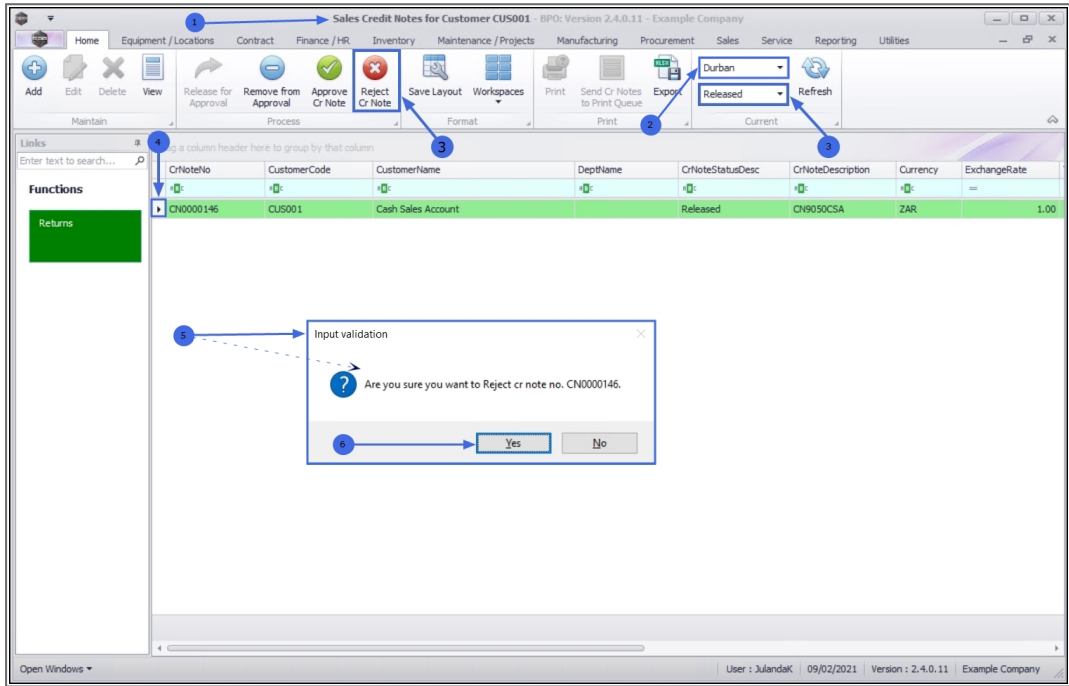 1
Sales Credit Notes for Customer CUS001 - BPO: Version 2.4.0.11 - Example Company
Home Equipment / Locations Contract Finance / HR Inventory Maintenance / Projects Manufacturing Procurement Sales Service Reporting Utilities
Add Edit Delete View Release for Approval Remove from Approval Approve Cr Note Reject Cr Note Save Layout Workspaces Print Send Cr Notes to Print Queue Export Durban Released Refresh
Maintain Process Format Print Current
2
3
3
4
Links
Enter text to search...
Functions
Returns
a column header here to group by that column
CrNoteNo CustomerCode CustomerName DeptName CrNoteStatusDesc CrNoteDescription Currency ExchangeRate
=
CN0000146 CUS001 Cash Sales Account Released CN9050CSA ZAR 1.00
5
Input validation
Are you sure you want to Reject cr note no. CN0000146.
6
Yes No
Open Windows User : JulandaK 09/02/2021 Version : 2.4.0.11 Example Company